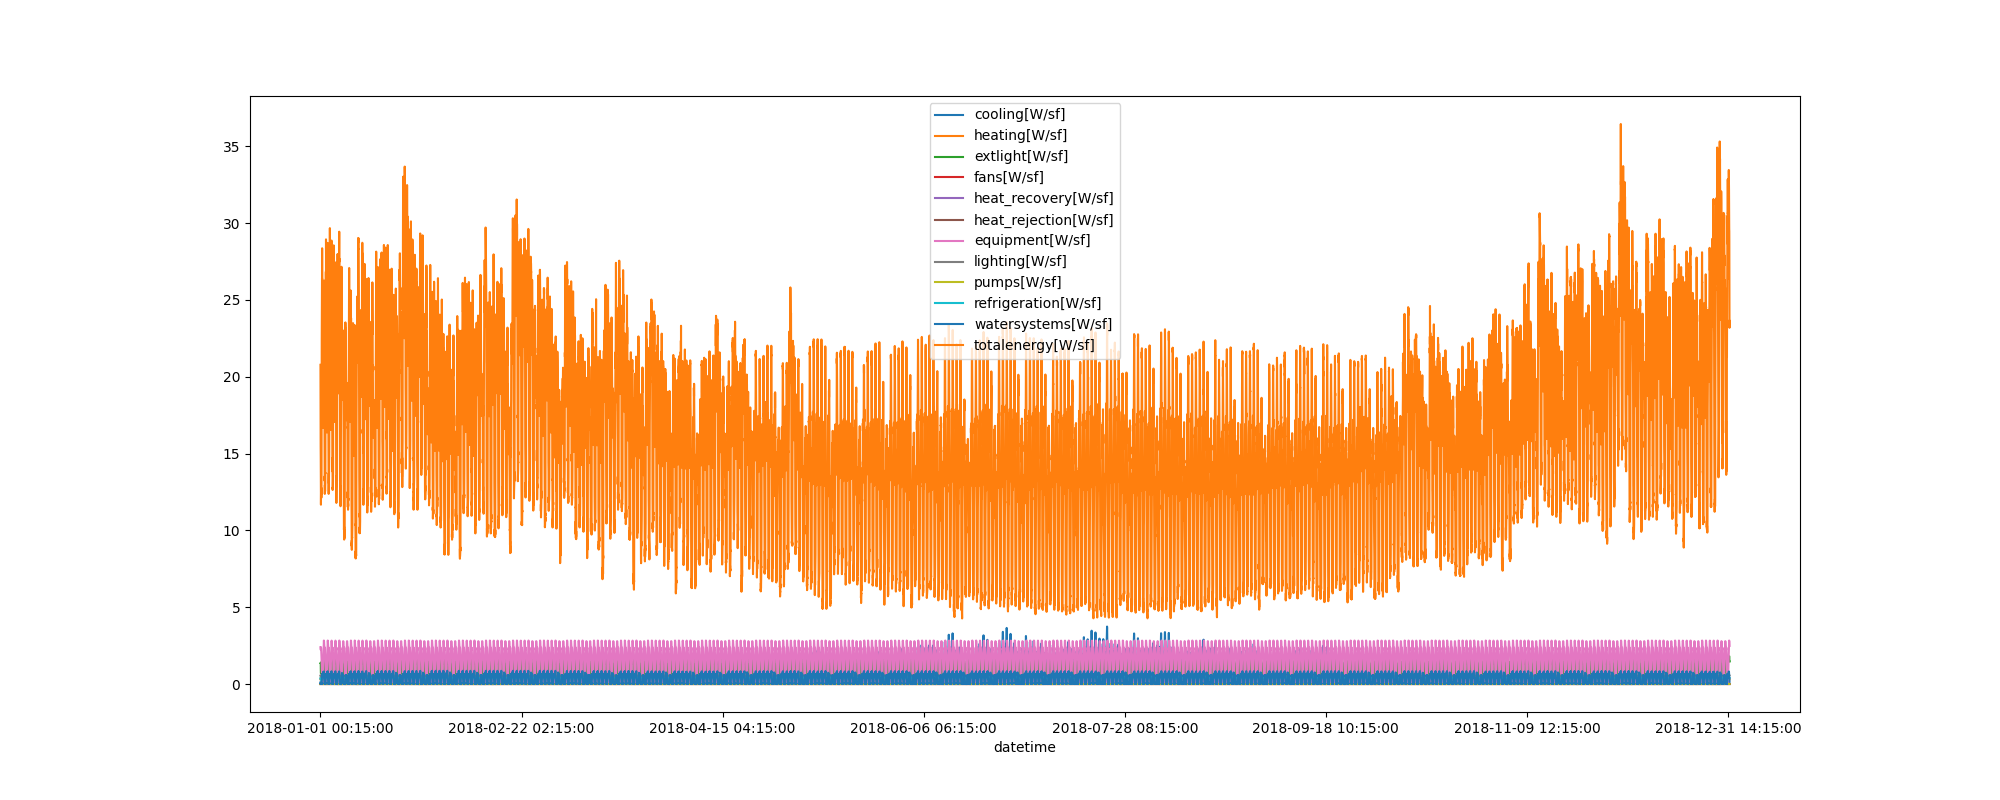 cooling[W/sf]
heating[W/sf]
extlight[W/sf]
fans[W/sf]
heat_recovery[W/sf]
heat_rejection[W/sf]
equipment[W/sf]
lighting[W/sf]
pumps[W/sf]
refrigeration[W/sf]
watersystems[W/sf]
totalenergy[W/sf]
35
30
25
20
15
10
5
0
2018-01-01 00:15:00 2018-02-22 02:15:00 2018-04-15 04:15:00 2018-06-06 06:15:00 2018-07-28 08:15:00 2018-09-18 10:15:00 2018-11-09 12:15:00 2018-12-31 14:15:00
datetime